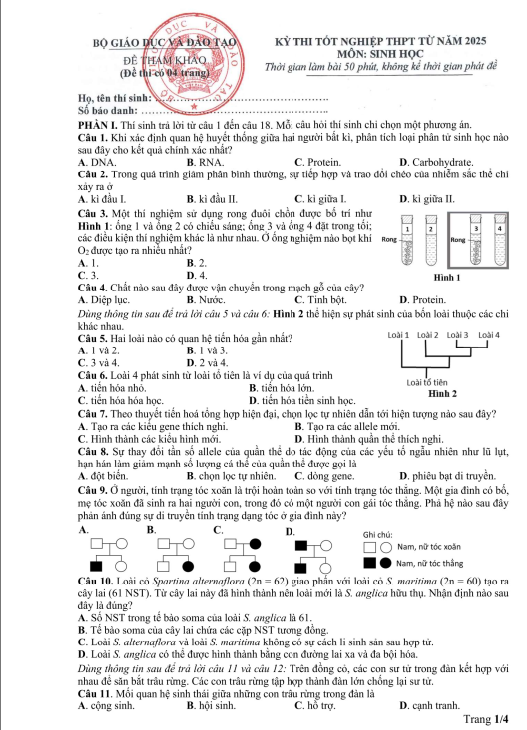 BỘ GIÁO DỤC VÀ ĐÀO TẠO
ĐỀ THAM KHẢO
(Đề thi có 04 trang)
KỲ THI TỐT NGHIỆP THPT TỪ NĂM 2025
MÔN: SINH HỌC
Thời gian làm bài 50 phút, không kể thời gian phát đề
Họ, tên thí sinh:
Số báo danh:
PHẦN I. Thí sinh trả lời từ câu 1 đến câu 18. Mỗi câu hỏi thí sinh chỉ chọn một phương án.
Câu 1. Khi xác định quan hệ huyết thống giữa hai người bất kì, phân tích loại phân tử sinh học nào
sau đây cho kết quả chính xác nhất?
A. DNA. B. RNA. C. Protein. D. Carbohydrate.
Câu 2. Trong quá trình giảm phân bình thường, sự tiếp hợp và trao đổi chéo của nhiễm sắc thể chỉ
xảy ra ở
A. kì đầu I. B. kì đầu II. C. kì giữa I. D. kì giữa II.
Câu 3. Một thí nghiệm sử dụng rong đuôi chồn được bố trí như
Hình 1: ống 1 và ống 2 có chiếu sáng; ống 3 và ống 4 đặt trong tối;
các điều kiện thí nghiệm khác là như nhau. Ở ống nghiệm nào bọt khí
O₂ được tạo ra nhiều nhất?
A. 1. B. 2.
C. 3. D. 4.
1 2 3 4
Rong Rong
Hình 1
Câu 4. Chất nào sau đây được vận chuyển trong mạch gỗ của cây?
A. Diệp lục. B. Nước. C. Tinh bột. D. Protein.
Dùng thông tin sau để trả lời câu 5 và câu 6: Hình 2 thể hiện sự phát sinh của bốn loài thuộc các chi
khác nhau.
Câu 5. Hai loài nào có quan hệ tiến hóa gần nhất?
A. 1 và 2. B. 1 và 3.
C. 3 và 4. D. 2 và 4.
Câu 6. Loài 4 phát sinh từ loài tổ tiên là ví dụ của quá trình
A. tiến hóa nhỏ. B. tiến hóa lớn.
C. tiến hóa hóa học. D. tiến hóa tiền sinh học.
Loài 1 Loài 2 Loài 3 Loài 4
Loài tổ tiên
Hình 2
Câu 7. Theo thuyết tiến hoá tổng hợp hiện đại, chọn lọc tự nhiên dẫn tới hiện tượng nào sau đây?
A. Tạo ra các kiểu gene thích nghi. B. Tạo ra các allele mới.
C. Hình thành các kiểu hình mới. D. Hình thành quần thể thích nghi.
Câu 8. Sự thay đổi tần số allele của quần thể do tác động của các yếu tố ngẫu nhiên như lũ lụt,
hạn hán làm giảm mạnh số lượng cá thể của quần thể được gọi là
A. đột biến. B. chọn lọc tự nhiên. C. dòng gene. D. phiêu bạt di truyền.
Câu 9. Ở người, tính trạng tóc xoăn là trội hoàn toàn so với tính trạng tóc thẳng. Một gia đình có bố,
mẹ tóc xoăn đã sinh ra hai người con, trong đó có một người con gái tóc thẳng. Phả hệ nào sau đây
phản ánh đúng sự di truyền tính trạng dạng tóc ở gia đình này?
A. B. C. D.
Ghi chú:
Nam, nữ tóc xoăn
Nam, nữ tóc thẳng
Câu 10. Loài cỏ Spartina alternaflora (2n = 62) giao phấn với loài cỏ S. maritima (2n = 60) tạo ra
cây lai (61 NST). Từ cây lai này đã hình thành nên loài mới là S. anglica hữu thụ. Nhận định nào sau
đây là đúng?
A. Số NST trong tế bào soma của loài S. anglica là 61.
B. Tế bào soma của cây lai chứa các cặp NST tương đồng.
C. Loài S. alternaflora và loài S. maritima không có sự cách li sinh sản sau hợp tử.
D. Loài S. anglica có thể được hình thành bằng con đường lai xa và đa bội hóa.
Dùng thông tin sau để trả lời câu 11 và câu 12: Trên đồng cỏ, các con sư tử trong đàn kết hợp với
nhau để săn bắt trâu rừng. Các con trâu rừng tập hợp thành đàn lớn chống lại sư tử.
Câu 11. Mối quan hệ sinh thái giữa những con trâu rừng trong đàn là
A. cộng sinh. B. hội sinh. C. hỗ trợ. D. cạnh tranh.
Trang 1/4